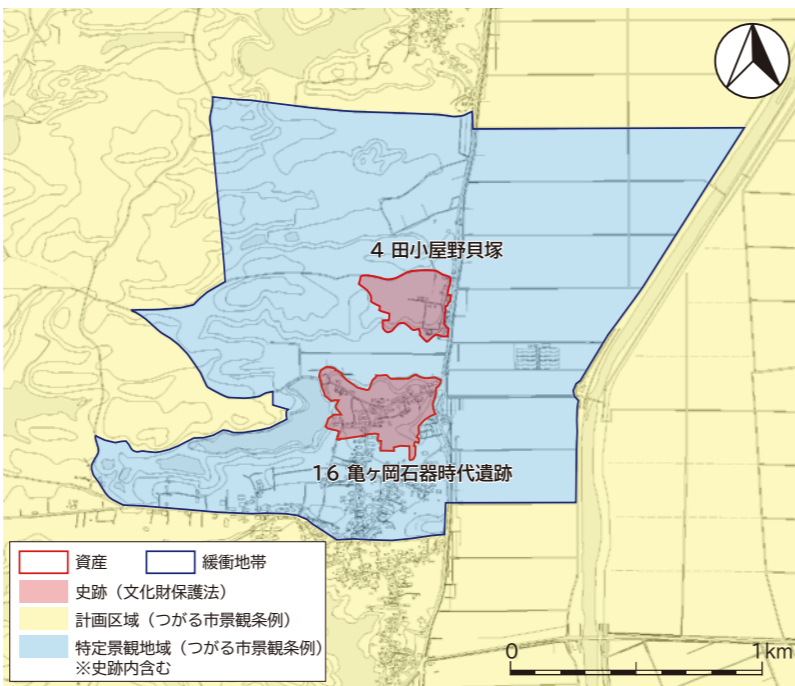 4 田小屋野貝塚
16 亀ヶ岡石器時代遺跡
資産
緩衝地帯
史跡（文化財保護法）
計画区域（つがる市景観条例）
特定景観地域（つがる市景観条例）
※史跡内含む
0
1km